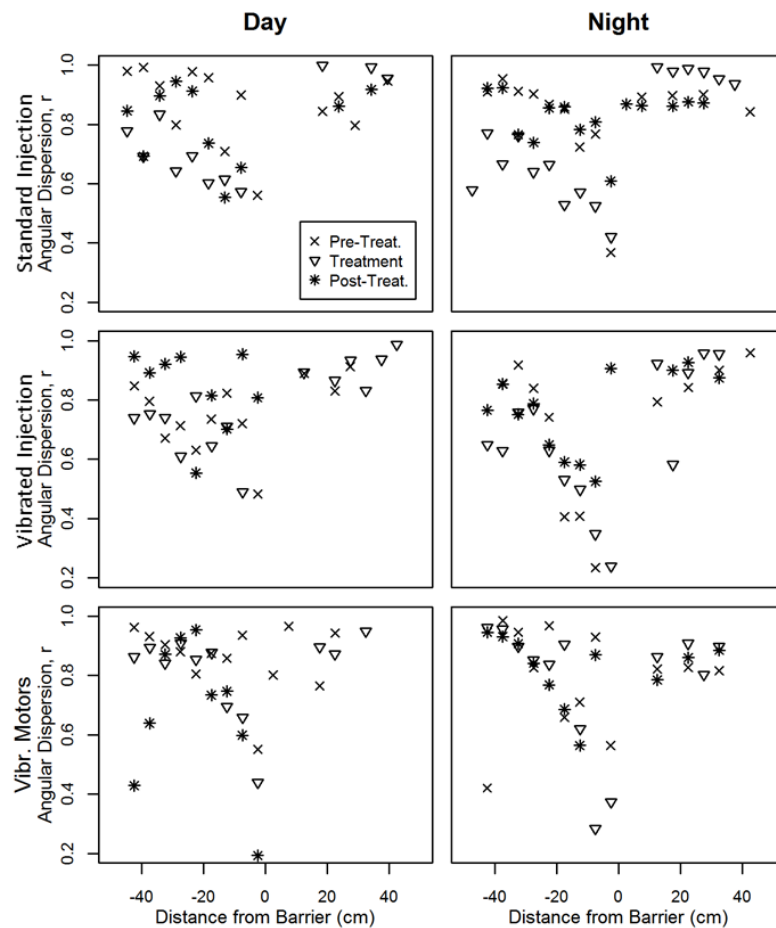 Day Night
Standard Injection
Angular Dispersion, r
0.2 0.4 0.6 0.8 1.0
Pre-Treat.
Treatment
Post-Treat.
Vibrated Injection
Angular Dispersion, r
0.2 0.4 0.6 0.8 1.0
Vibr. Motors
Angular Dispersion, r
0.2 0.4 0.6 0.8 1.0
-40 -20 0 20 40 -40 -20 0 20 40
Distance from Barrier (cm) Distance from Barrier (cm)